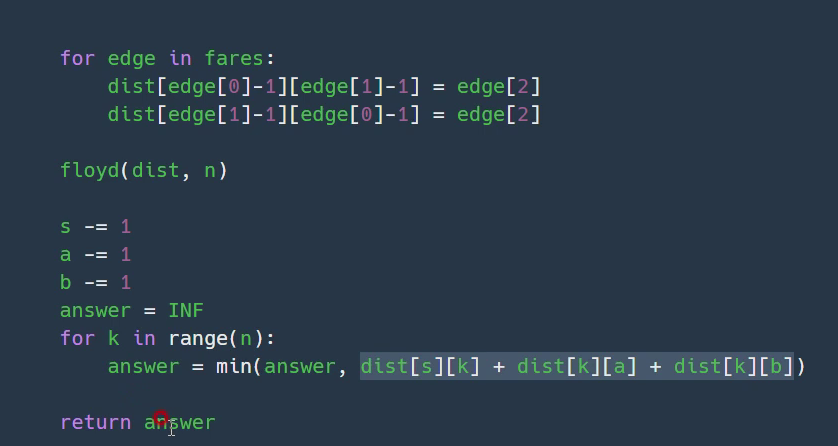 for edge in fares:
    dist[edge[0]-1][edge[1]-1] = edge[2]
    dist[edge[1]-1][edge[0]-1] = edge[2]
floyd(dist, n)
s -= 1
a -= 1
b -= 1
answer = INF
for k in range(n):
    answer = min(answer, dist[s][k] + dist[k][a] + dist[k][b])
return answer